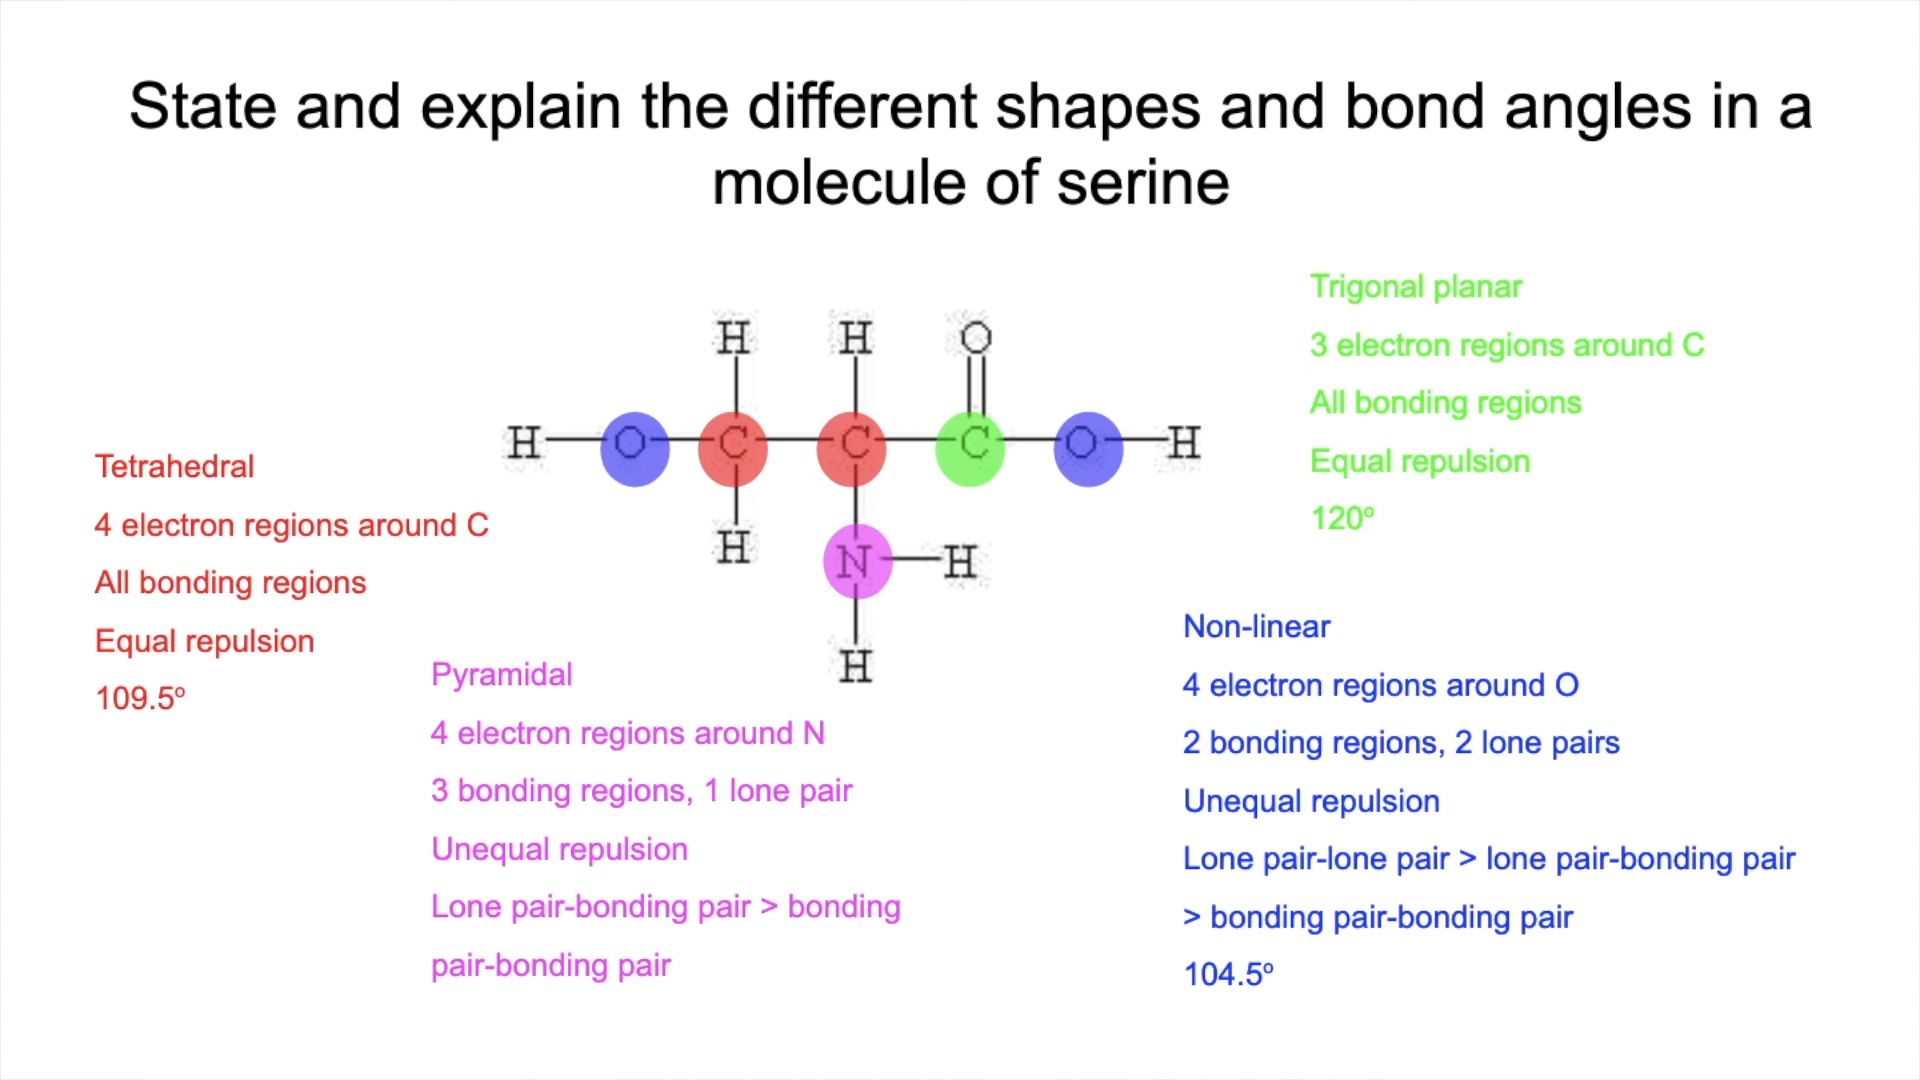 State and explain the different shapes and bond angles in a
molecule of serine
H H O
H O C C C O H
H N H
H
Tetrahedral
4 electron regions around C
All bonding regions
Equal repulsion
109.5º
Pyramidal
4 electron regions around N
3 bonding regions, 1 lone pair
Unequal repulsion
Lone pair-bonding pair > bonding
pair-bonding pair
Trigonal planar
3 electron regions around C
All bonding regions
Equal repulsion
120º
Non-linear
4 electron regions around O
2 bonding regions, 2 lone pairs
Unequal repulsion
Lone pair-lone pair > lone pair-bonding pair
> bonding pair-bonding pair
104.5º